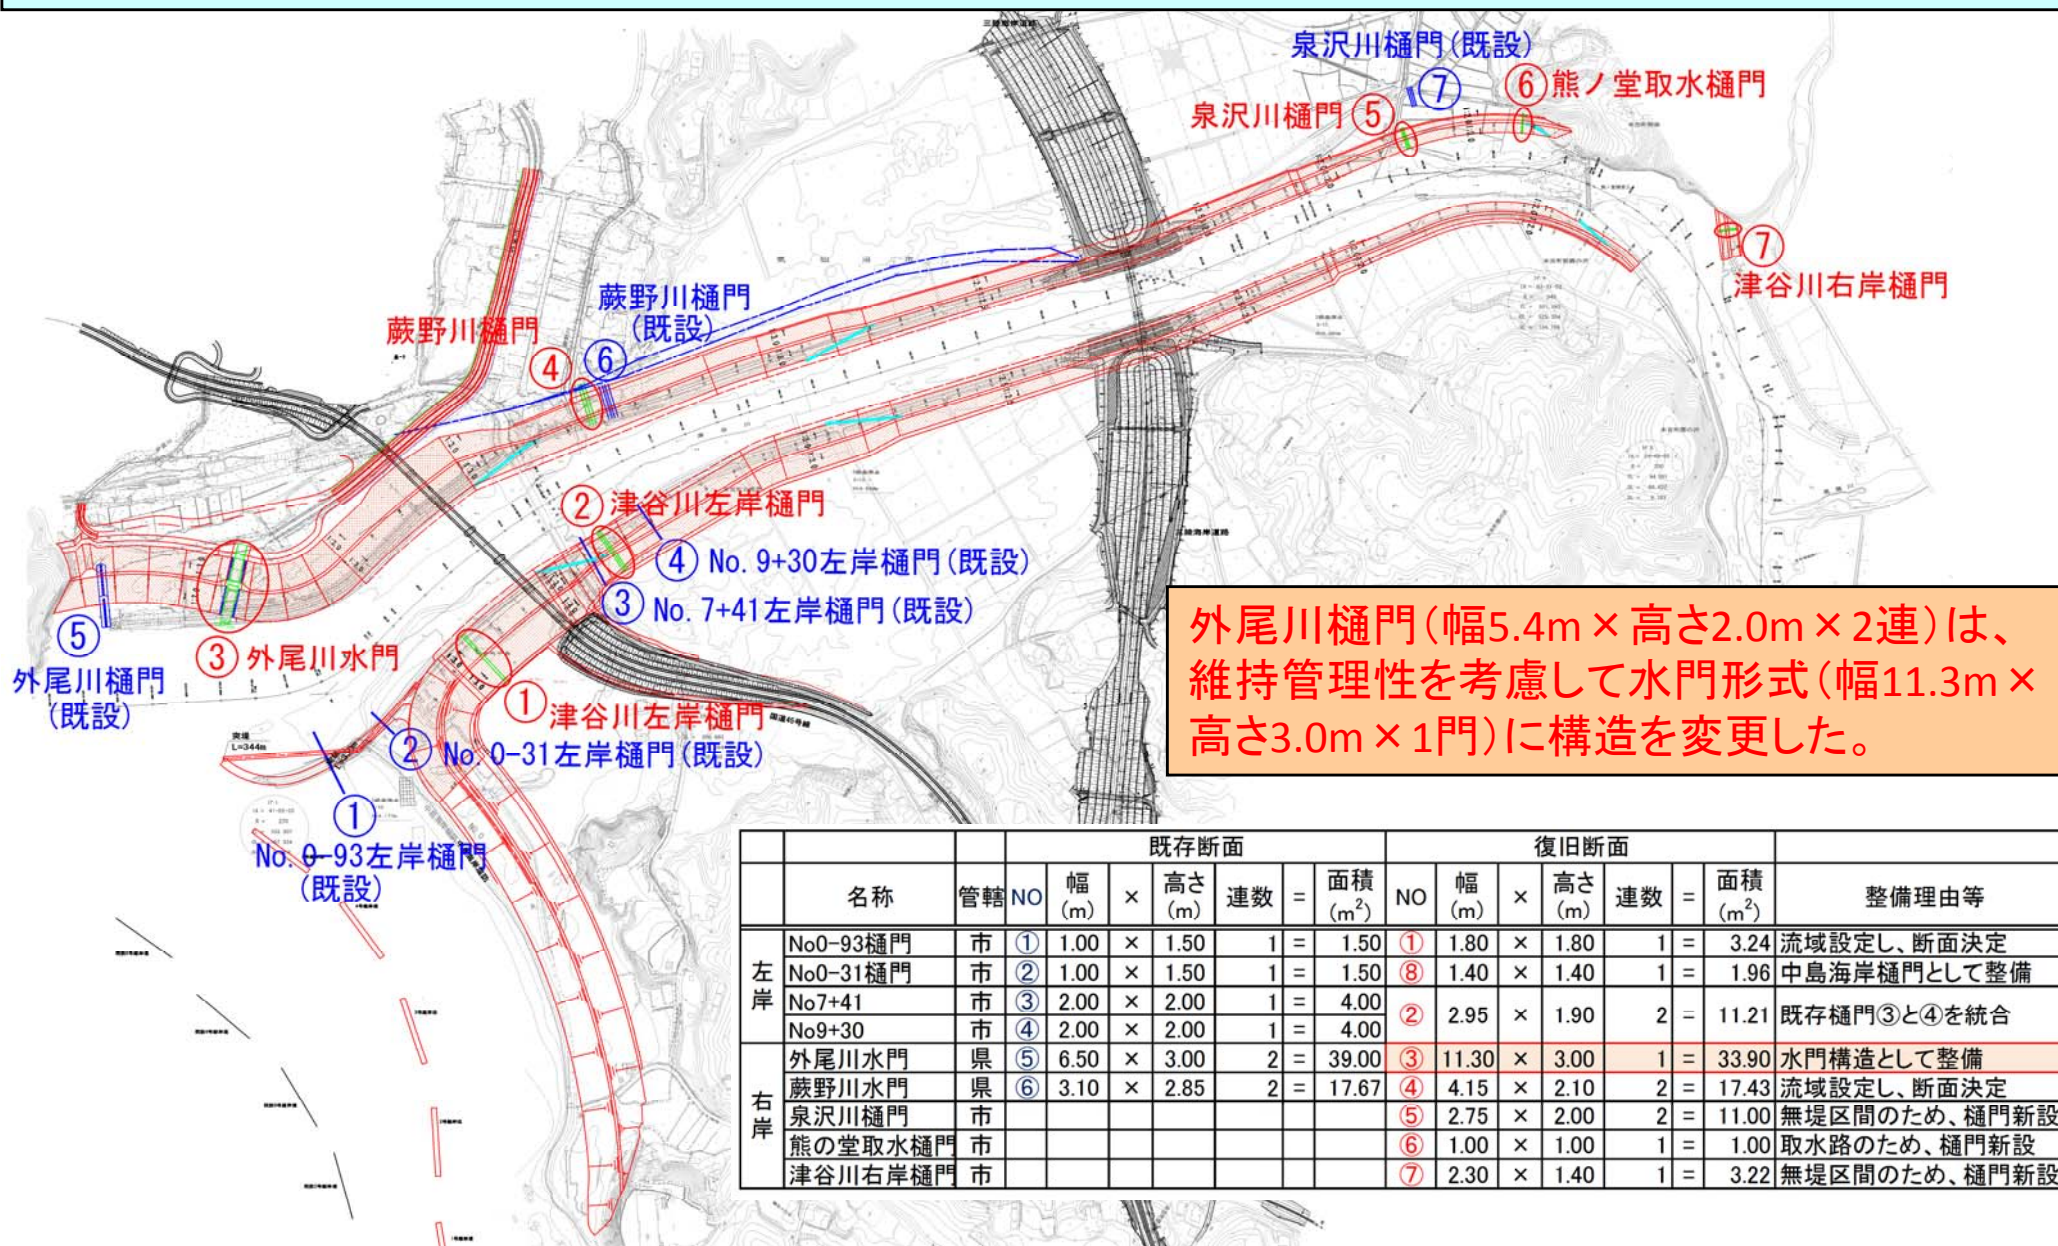 三陸海岸道路
泉沢川樋門(既設)
⑦
⑥熊ノ堂取水樋門
泉沢川樋門⑤
⑦
津谷川右岸樋門
蕨野川樋門
(既設)
蕨野川樋門
④
⑥
②津谷川左岸樋門
④ No. 9+30左岸樋門(既設)
③ No. 7+41左岸樋門(既設)
三陸海岸道路
⑤
外尾川樋門
(既設)
③外尾川水門
①津谷川左岸樋門
国道45号線
突堤
L=344m
② No. 0-31左岸樋門(既設)
①
No. 0-93左岸樋門
(既設)
外尾川樋門(幅5.4m×高さ2.0m×2連)は、
維持管理性を考慮して水門形式(幅11.3m×
高さ3.0m×1門)に構造を変更した。
既存断面 復旧断面
名称 管轄 NO 幅(m) × 高さ(m) 連数 = 面積(m²) NO 幅(m) × 高さ(m) 連数 = 面積(m²) 整備理由等
左岸
No0-93樋門 市 ① 1.00 × 1.50 1 = 1.50 ① 1.80 × 1.80 1 = 3.24 流域設定し、断面決定
No0-31樋門 市 ② 1.00 × 1.50 1 = 1.50 ⑧ 1.40 × 1.40 1 = 1.96 中島海岸樋門として整備
No7+41 市 ③ 2.00 × 2.00 1 = 4.00 ② 2.95 × 1.90 2 = 11.21 既存樋門③と④を統合
No9+30 市 ④ 2.00 × 2.00 1 = 4.00
右岸
外尾川水門 県 ⑤ 6.50 × 3.00 2 = 39.00 ③ 11.30 × 3.00 1 = 33.90 水門構造として整備
蕨野川水門 県 ⑥ 3.10 × 2.85 2 = 17.67 ④ 4.15 × 2.10 2 = 17.43 流域設定し、断面決定
泉沢川樋門 市 ⑤ 2.75 × 2.00 2 = 11.00 無堤区間のため、樋門新設
熊の堂取水樋門 市 ⑥ 1.00 × 1.00 1 = 1.00 取水路のため、樋門新設
津谷川右岸樋門 市 ⑦ 2.30 × 1.40 1 = 3.22 無堤区間のため、樋門新設